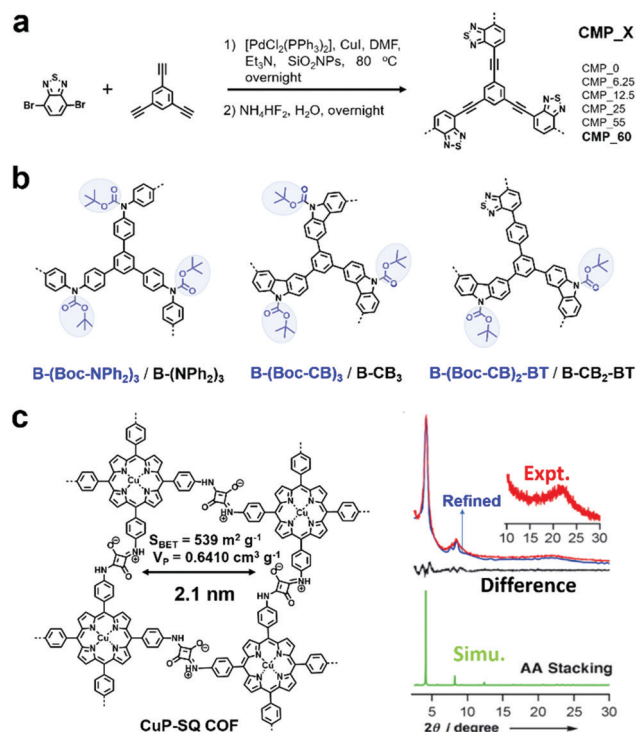 a
1) [PdCl2(PPh3)2], CuI, DMF,
Et3N, SiO2NPs, 80 ºC
overnight
2) NH4HF2, H2O, overnight
Br
Br
N
S
N
+
CMP_X
CMP_0
CMP_6.25
CMP_12.5
CMP_25
CMP_55
CMP_60
b
B-(Boc-NPh2)3 / B-(NPh2)3
B-(Boc-CB)3 / B-CB3
B-(Boc-CB)2-BT / B-CB2-BT
c
SBET = 539 m² g⁻¹
VP = 0.6410 cm³ g⁻¹
2.1 nm
CuP-SQ COF
Expt.
10 15 20 25 30
Refined
Difference
Simu.
AA Stacking
5 10 15 20 25 30
2θ / degree